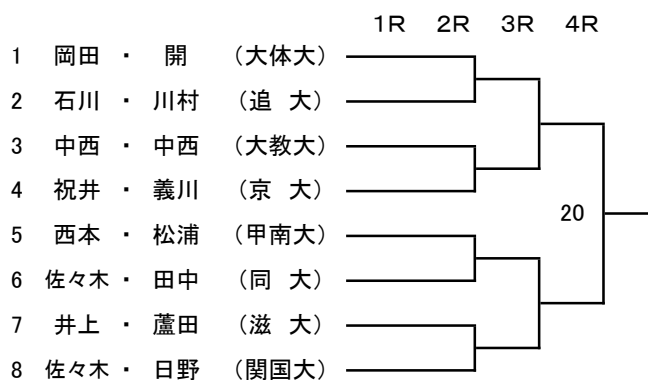 1R 2R 3R 4R
1 岡田 ・ 開 (大体大)
2 石川 ・ 川村 (追 大)
3 中西 ・ 中西 (大教大)
4 祝井 ・ 義川 (京 大)
20
5 西本 ・ 松浦 (甲南大)
6 佐々木 ・ 田中 (同 大)
7 井上 ・ 蘆田 (滋 大)
8 佐々木 ・ 日野 (関国大)